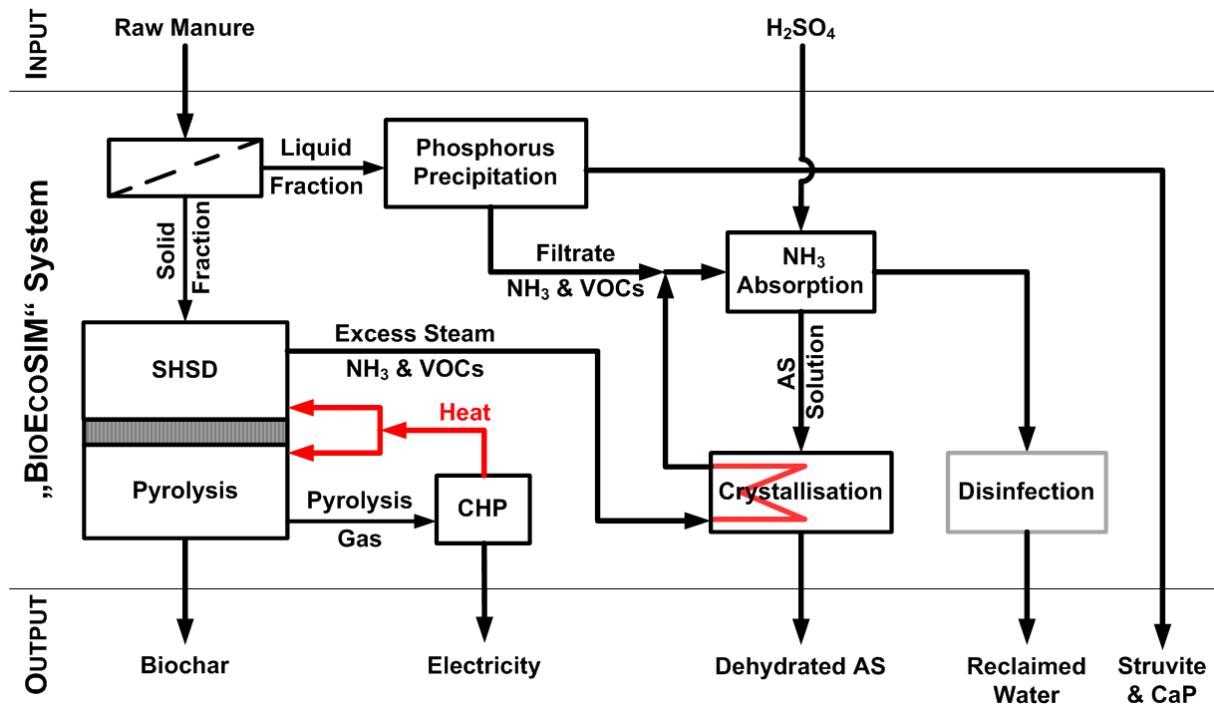 INPUT
Raw Manure
H₂SO₄
„BIOECOSIM“ System
Liquid
Fraction
Phosphorus
Precipitation
Solid
Fraction
Filtrate
NH₃ & VOCs
NH₃
Absorption
SHSD
Excess Steam
NH₃ & VOCs
AS
Solution
Heat
Pyrolysis
Pyrolysis
Gas
CHP
Crystallisation
Disinfection
OUTPUT
Biochar
Electricity
Dehydrated AS
Reclaimed
Water
Struvite
& CaP